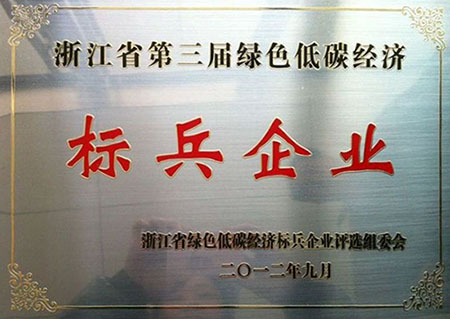 浙江省第三届绿色低碳经济
标兵企业
浙江省绿色低碳经济标兵企业评选组委会
二〇一二年九月